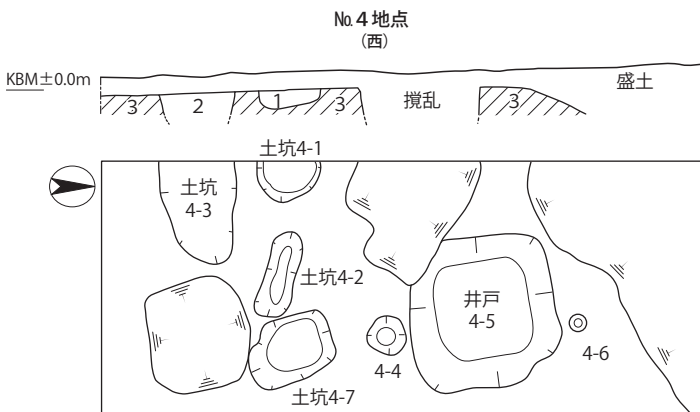 No.4地点
(西)
KBM±0.0m
盛土
3
2
1
3
撹乱
3
土坑4-1
土坑
4-3
土坑4-2
井戸
4-5
4-4
4-6
土坑4-7